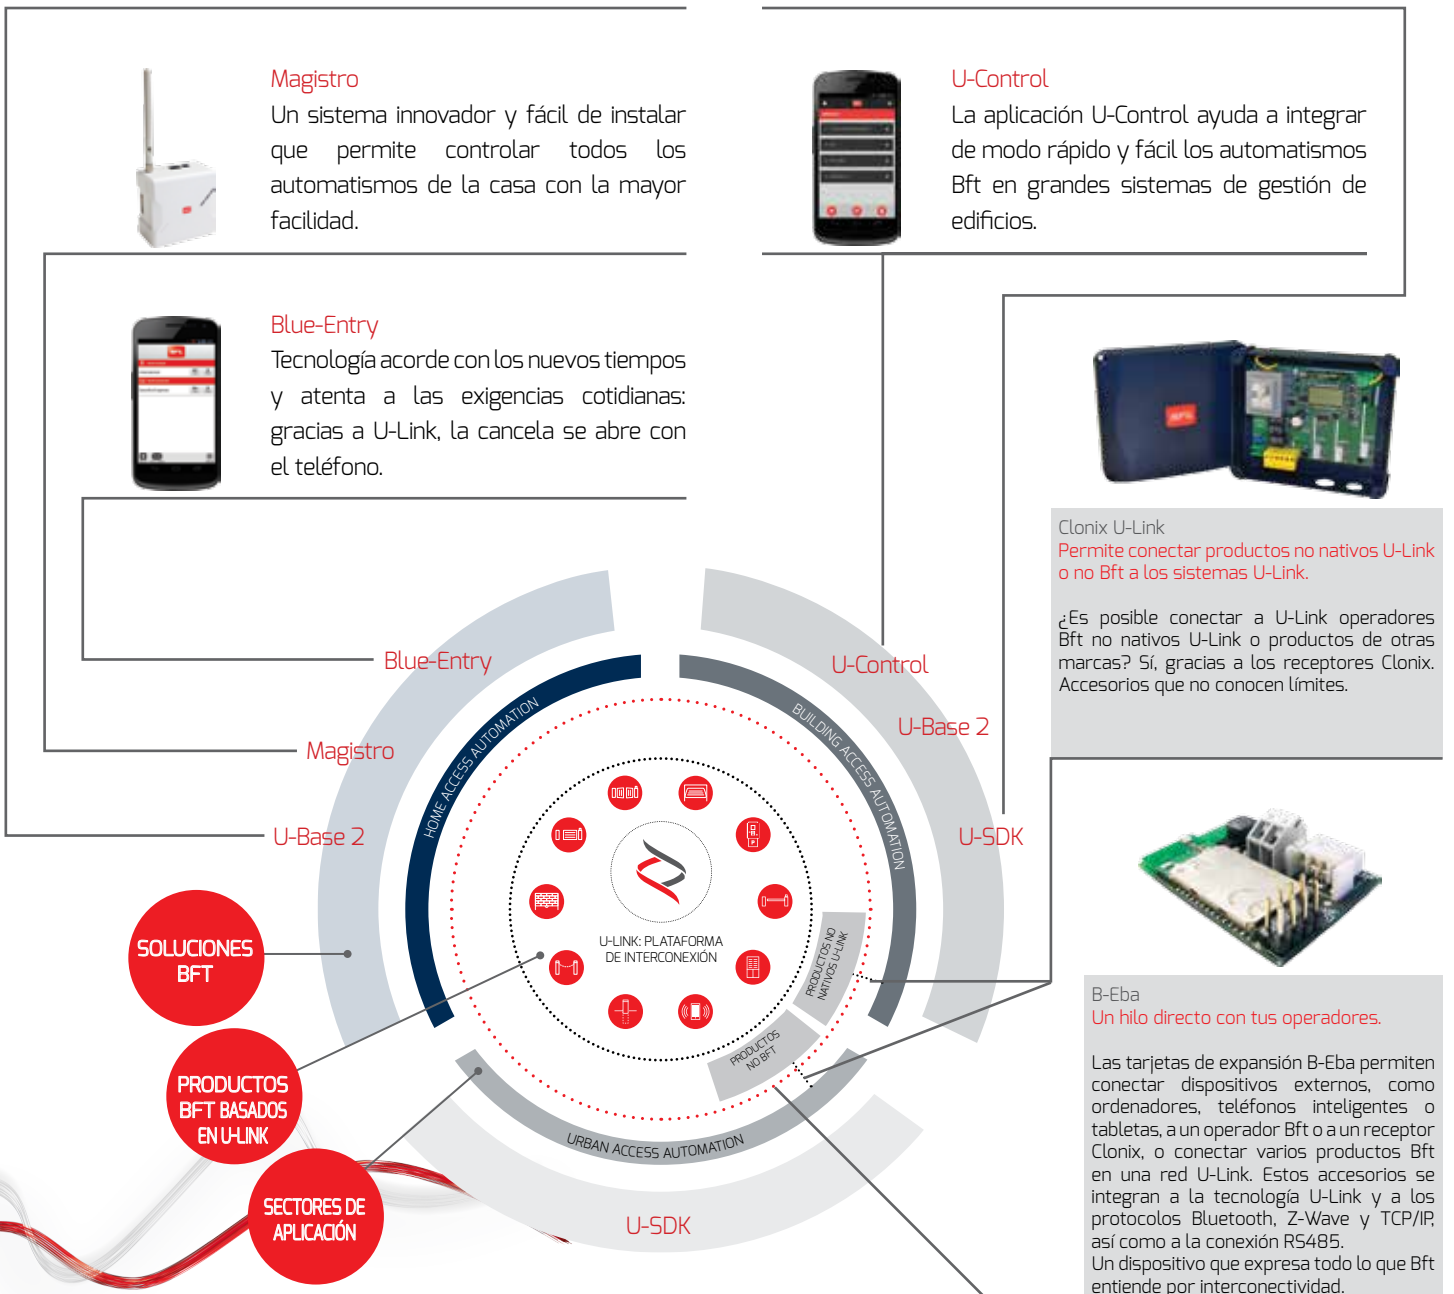 Magistro
Un sistema innovador y fácil de instalar
que permite controlar todos los
automatismos de la casa con la mayor
facilidad.
U-Control
La aplicación U-Control ayuda a integrar
de modo rápido y fácil los automatismos
Bft en grandes sistemas de gestión de
edificios.
Blue-Entry
Tecnología acorde con los nuevos tiempos
y atenta a las exigencias cotidianas:
gracias a U-Link, la cancela se abre con
el teléfono.
Clonix U-Link
Permite conectar productos no nativos U-Link
o no Bft a los sistemas U-Link.
¿Es posible conectar a U-Link operadores
Bft no nativos U-Link o productos de otras
marcas? Sí, gracias a los receptores Clonix.
Accesorios que no conocen límites.
Blue-Entry
Magistro
U-Base 2
U-Control
U-Base 2
U-SDK
HOME ACCESS AUTOMATION
BUILDING ACCESS AUTOMATION
URBAN ACCESS AUTOMATION
U-LINK: PLATAFORMA
DE INTERCONEXIÓN
PRODUCTOS NO
NATIVOS U-LINK
PRODUCTOS
NO BFT
U-SDK
SOLUCIONES
BFT
PRODUCTOS
BFT BASADOS
EN U-LINK
SECTORES DE
APLICACIÓN
B-Eba
Un hilo directo con tus operadores.
Las tarjetas de expansión B-Eba permiten
conectar dispositivos externos, como
ordenadores, teléfonos inteligentes o
tabletas, a un operador Bft o a un receptor
Clonix, o conectar varios productos Bft
en una red U-Link. Estos accesorios se
integran a la tecnología U-Link y a los
protocolos Bluetooth, Z-Wave y TCP/IP,
así como a la conexión RS485.
Un dispositivo que expresa todo lo que Bft
entiende por interconectividad.